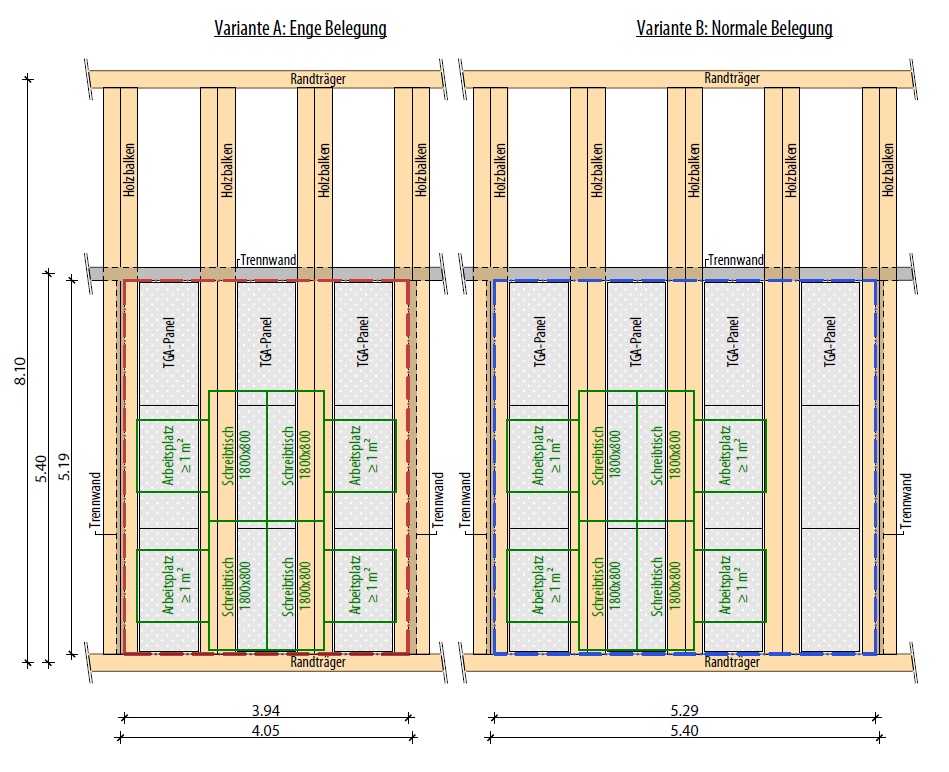 Variante A: Enge Belegung
Variante B: Normale Belegung
Randträger
Randträger
Holzbalken
Holzbalken
Holzbalken
Holzbalken
Holzbalken
Holzbalken
Holzbalken
Holzbalken
Holzbalken
Trennwand
Trennwand
TGA-Panel
TGA-Panel
TGA-Panel
TGA-Panel
TGA-Panel
TGA-Panel
TGA-Panel
8.10
5.40
5.19
Arbeitsplatz
≥ 1 m²
Schreibtisch
1800x800
Schreibtisch
1800x800
Arbeitsplatz
≥ 1 m²
Arbeitsplatz
≥ 1 m²
Schreibtisch
1800x800
Schreibtisch
1800x800
Arbeitsplatz
≥ 1 m²
Trennwand
Trennwand
Trennwand
Trennwand
Arbeitsplatz
≥ 1 m²
Schreibtisch
1800x800
Schreibtisch
1800x800
Arbeitsplatz
≥ 1 m²
Arbeitsplatz
≥ 1 m²
Schreibtisch
1800x800
Schreibtisch
1800x800
Arbeitsplatz
≥ 1 m²
Randträger
Randträger
3.94
5.29
4.05
5.40